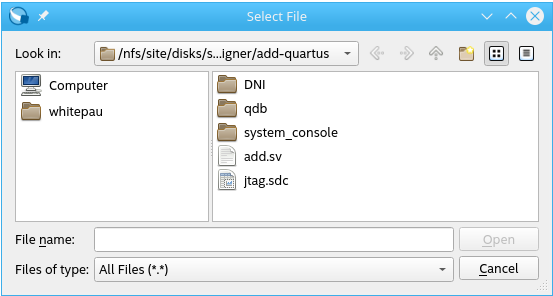 Select File
Look in: /nfs/site/disks/s...igner/add-quartus
Computer
whitepau
DNI
qdb
system_console
add.sv
jtag.sdc
File name: Open
Files of type: All Files (*.*) Cancel